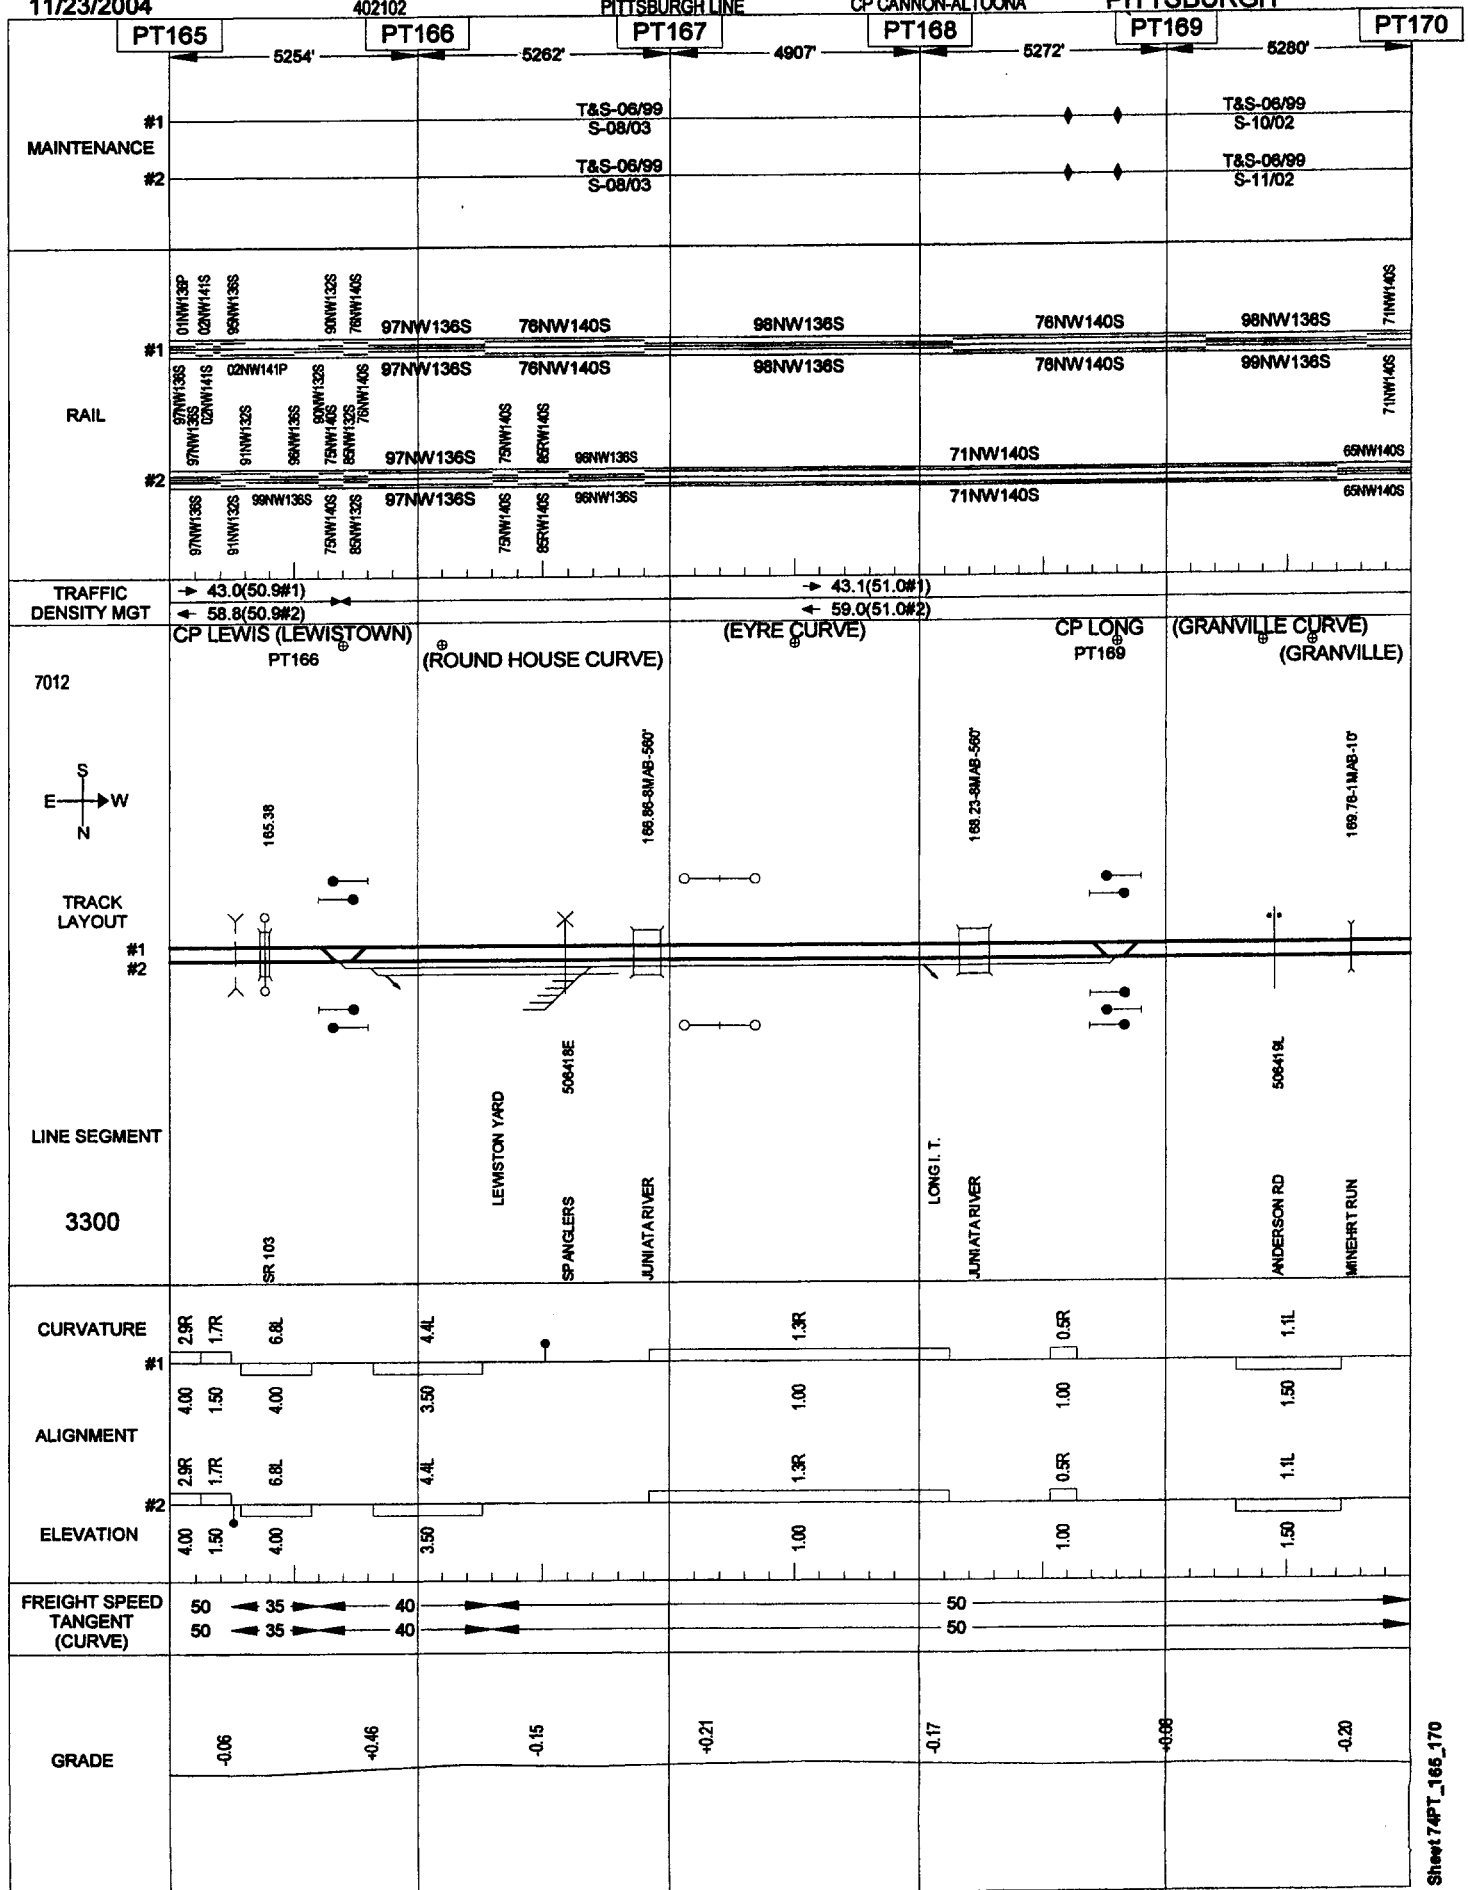 11/23/2004 402102 PITTSBURGH LINE CP CANNON-ALTOONA PITTSBURGH
PT165 PT166 PT167 PT168 PT169 PT170
5254' 5262' 4907' 5272' 5280'
MAINTENANCE
#1 T&S-06/99 T&S-06/99
S-08/03 S-10/02
#2 T&S-06/99 T&S-06/99
S-08/03 S-11/02
RAIL
01NW136P 02NW141S 95NW136S 90NW132S 76NW140S 71NW140S
97NW136S 76NW140S 98NW136S 76NW140S 98NW136S
#1
97NW136S 02NW141S 02NW141P 90NW132S 76NW140S 97NW136S 76NW140S 98NW136S 76NW140S 99NW136S 71NW140S
97NW136S 91NW132S 96NW136S 75NW140S 85NW132S 97NW136S 75NW140S 85RW140S 96NW136S 71NW140S 65NW140S
#2
97NW136S 91NW132S 99NW136S 75NW140S 85NW132S 97NW136S 75NW140S 85RW140S 96NW136S 71NW140S 65NW140S
TRAFFIC
DENSITY MGT
43.0(50.9#1) 43.1(51.0#1)
58.8(50.9#2) 59.0(51.0#2)
CP LEWIS (LEWISTOWN) (EYRE CURVE) CP LONG (GRANVILLE CURVE)
PT166 (ROUND HOUSE CURVE) PT169 (GRANVILLE)
7012
S
E W
N
165.38 166.86-8MAB-560' 168.23-8MAB-560' 169.76-1MAB-10'
TRACK
LAYOUT
#1
#2
506418E 506419L
LINE SEGMENT
3300
SR 103 LEWISTON YARD SPANGLERS JUNIATA RIVER LONG I. T. JUNIATA RIVER ANDERSON RD MINEHRT RUN
CURVATURE
2.9R 1.7R 6.8L 4.4L 1.3R 0.5R 1.1L
#1
4.00 1.50 4.00 3.50 1.00 1.00 1.50
ALIGNMENT
2.9R 1.7R 6.8L 4.4L 1.3R 0.5R 1.1L
#2
ELEVATION
4.00 1.50 4.00 3.50 1.00 1.00 1.50
FREIGHT SPEED
TANGENT
(CURVE)
50 35 40 50
50 35 40 50
GRADE
-0.06 +0.46 -0.15 +0.21 -0.17 +0.08 -0.20
Sheet 74PT_165_170